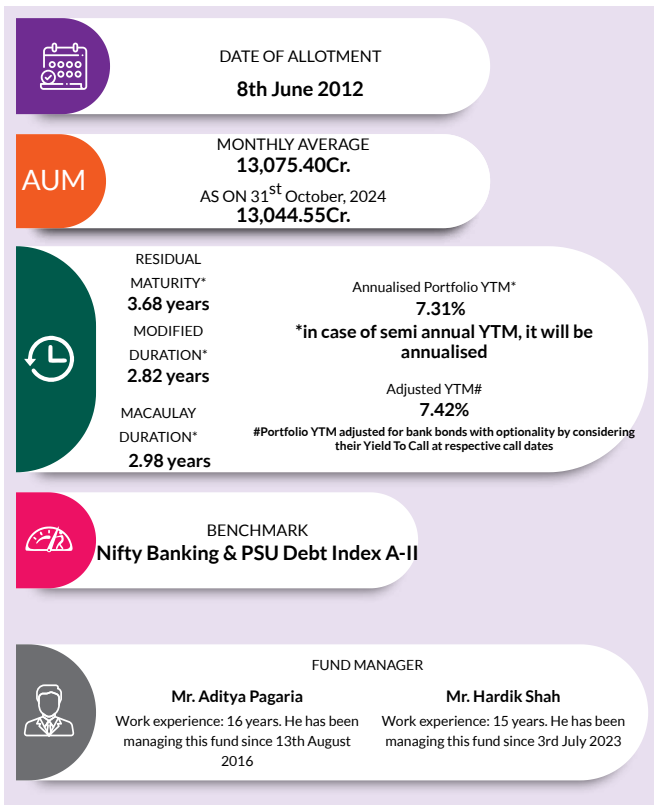 DATE OF ALLOTMENT
8th June 2012
AUM
MONTHLY AVERAGE
13,075.40Cr.
AS ON 31st October, 2024
13,044.55Cr.
RESIDUAL
MATURITY*
3.68 years
MODIFIED
DURATION*
2.82 years
MACAULAY
DURATION*
2.98 years
Annualised Portfolio YTM*
7.31%
*in case of semi annual YTM, it will be
annualised
Adjusted YTM#
7.42%
#Portfolio YTM adjusted for bank bonds with optionality by considering
their Yield To Call at respective call dates
BENCHMARK
Nifty Banking & PSU Debt Index A-II
FUND MANAGER
Mr. Aditya Pagaria
Work experience: 16 years. He has been
managing this fund since 13th August
2016
Mr. Hardik Shah
Work experience: 15 years. He has been
managing this fund since 3rd July 2023